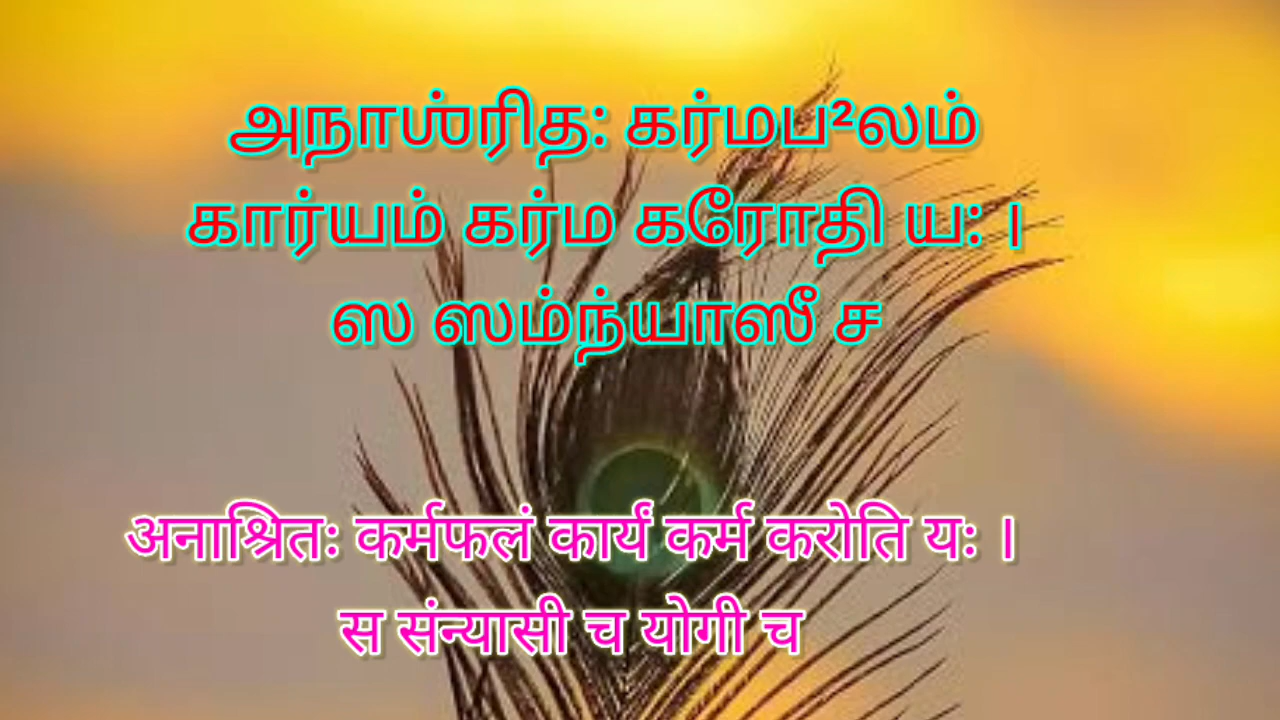 அநாஶ்ரித: கர்மப²லம்
கார்யம் கர்ம கரோதி ய: ।
ஸ ஸம்ந்யாஸீ ச
अनाश्रितः कर्मफलं कार्यं कर्म करोति यः ।
स संन्यासी च योगी च